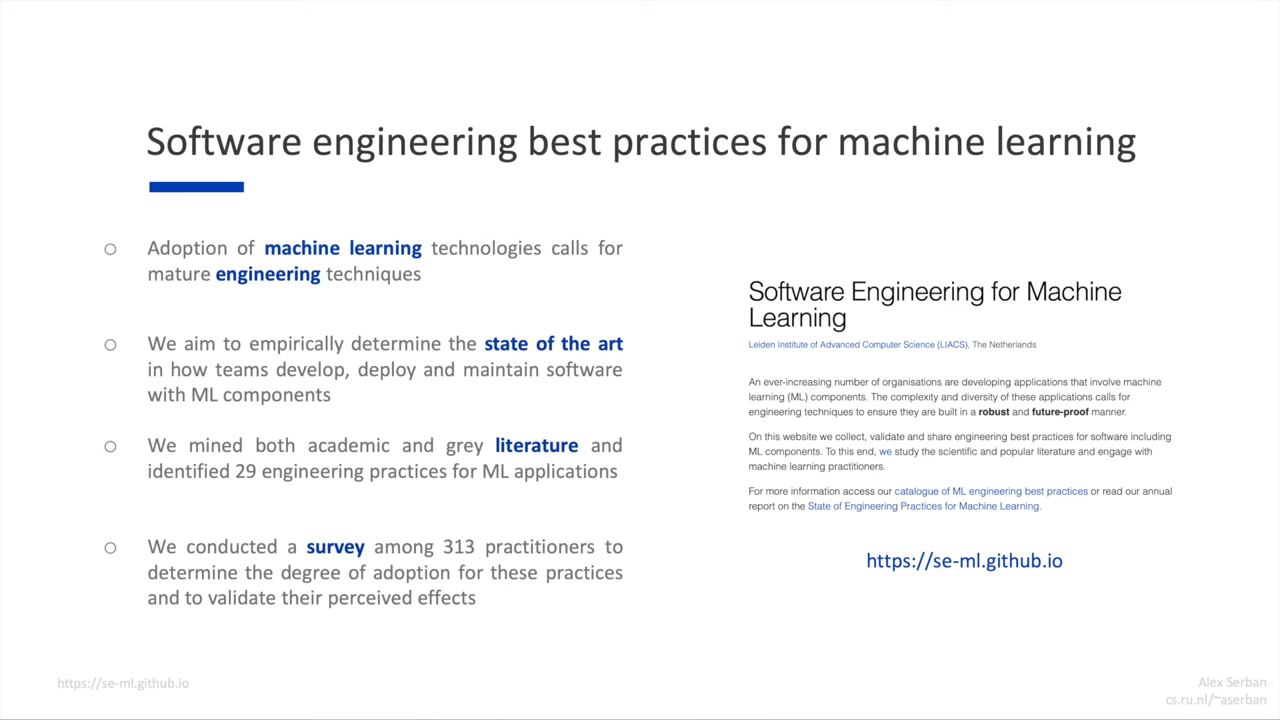 Software engineering best practices for machine learning
Adoption of machine learning technologies calls for
mature engineering techniques
We aim to empirically determine the state of the art
in how teams develop, deploy and maintain software
with ML components
We mined both academic and grey literature and
identified 29 engineering practices for ML applications
We conducted a survey among 313 practitioners to
determine the degree of adoption for these practices
and to validate their perceived effects
Software Engineering for Machine
Learning
Leiden Institute of Advanced Computer Science (LIACS), The Netherlands
An ever-increasing number of organisations are developing applications that involve machine
learning (ML) components. The complexity and diversity of these applications calls for
engineering techniques to ensure they are built in a robust and future-proof manner.
On this website we collect, validate and share engineering best practices for software including
ML components. To this end, we study the scientific and popular literature and engage with
machine learning practitioners.
For more information access our catalogue of ML engineering best practices or read our annual
report on the State of Engineering Practices for Machine Learning.
https://se-ml.github.io
https://se-ml.github.io
Alex Serban
cs.ru.nl/~aserban